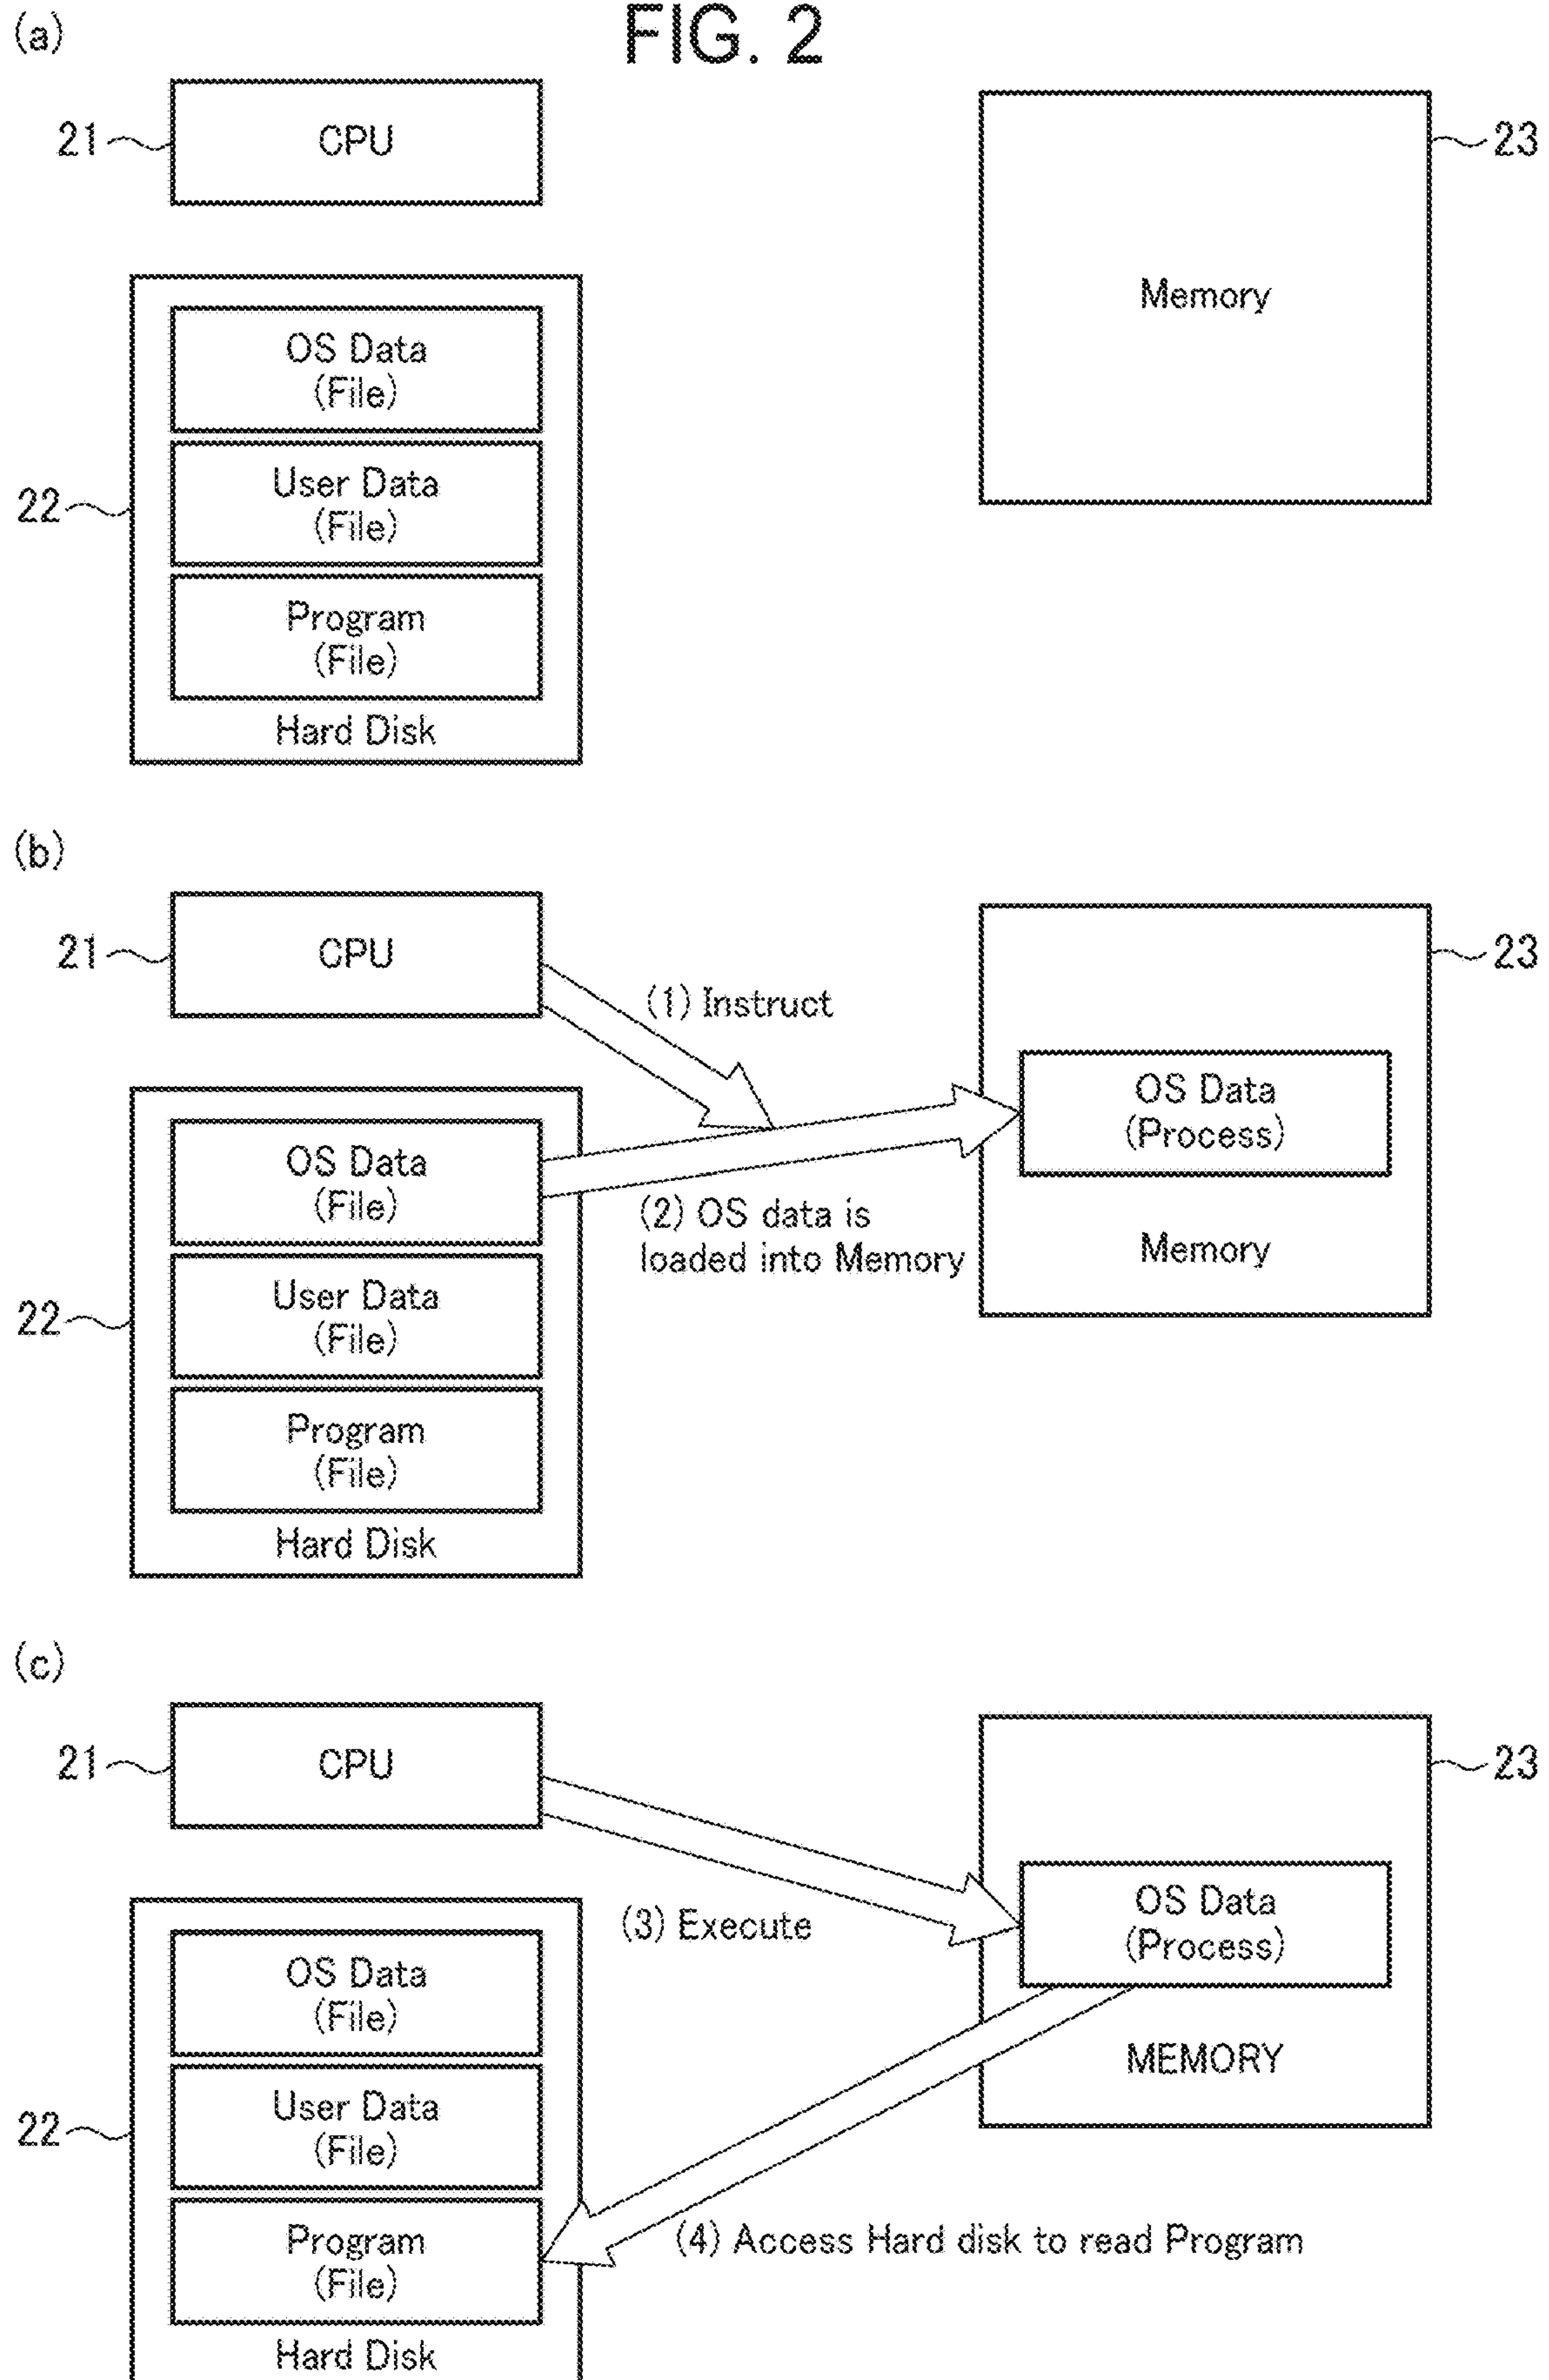 (a)
FIG. 2
21
CPU
23
Memory
OS Data
(File)
22
User Data
(File)
Program
(File)
Hard Disk
(b)
21
CPU
23
(1) Instruct
OS Data
(Process)
OS Data
(File)
(2) OS data is
loaded into Memory
Memory
22
User Data
(File)
Program
(File)
Hard Disk
(c)
21
CPU
23
(3) Execute
OS Data
(Process)
OS Data
(File)
MEMORY
22
User Data
(File)
Program
(File)
(4) Access Hard disk to read Program
Hard Disk